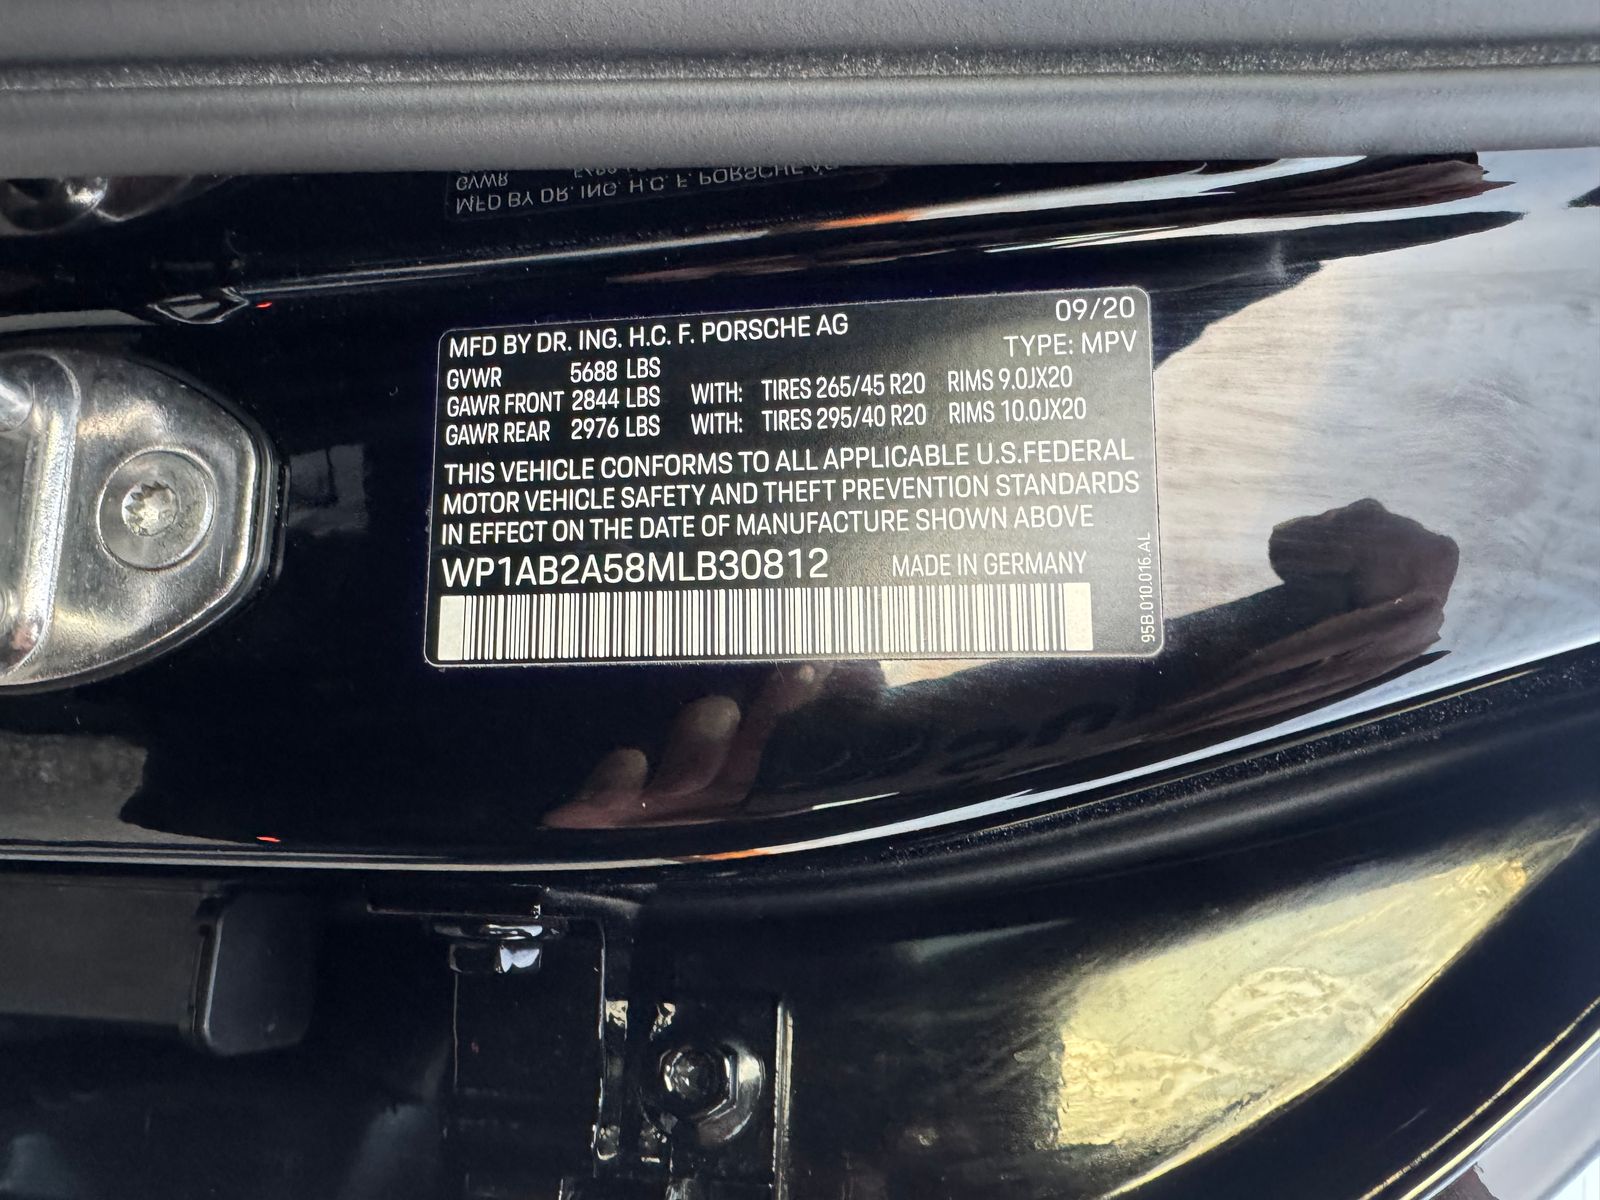 MFD BY DR. ING. H.C. F. PORSCHE AG 09/20
TYPE: MPV
GVWR 5688 LBS
GAWR FRONT 2844 LBS WITH: TIRES 265/45 R20 RIMS 9.0JX20
GAWR REAR 2976 LBS WITH: TIRES 295/40 R20 RIMS 10.0JX20
THIS VEHICLE CONFORMS TO ALL APPLICABLE U.S.FEDERAL
MOTOR VEHICLE SAFETY AND THEFT PREVENTION STANDARDS
IN EFFECT ON THE DATE OF MANUFACTURE SHOWN ABOVE
WP1AB2A58MLB30812 MADE IN GERMANY
95B.010.016.AL